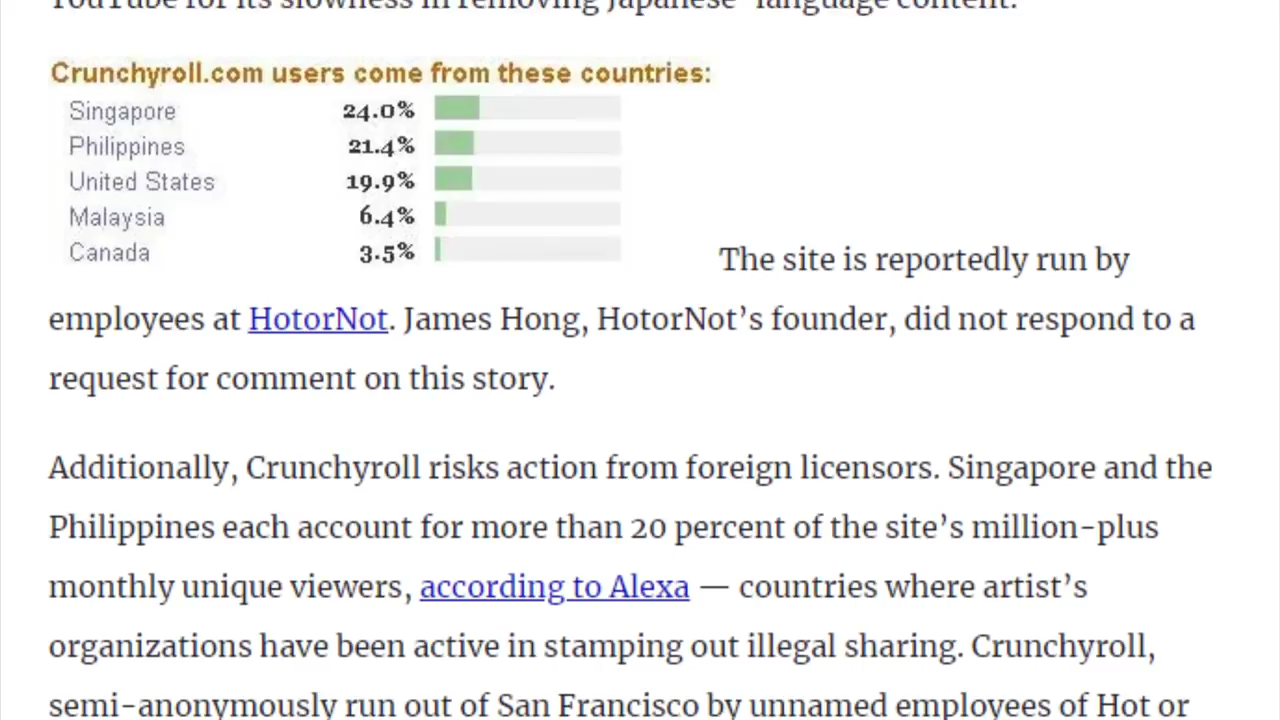 YouTube for its slowness in removing Japanese-language content.
Crunchyroll.com users come from these countries:
Singapore 24.0%
Philippines 21.4%
United States 19.9%
Malaysia 6.4%
Canada 3.5%
The site is reportedly run by
employees at HotorNot. James Hong, HotorNot’s founder, did not respond to a
request for comment on this story.
Additionally, Crunchyroll risks action from foreign licensors. Singapore and the
Philippines each account for more than 20 percent of the site’s million-plus
monthly unique viewers, according to Alexa — countries where artist’s
organizations have been active in stamping out illegal sharing. Crunchyroll,
semi-anonymously run out of San Francisco by unnamed employees of Hot or